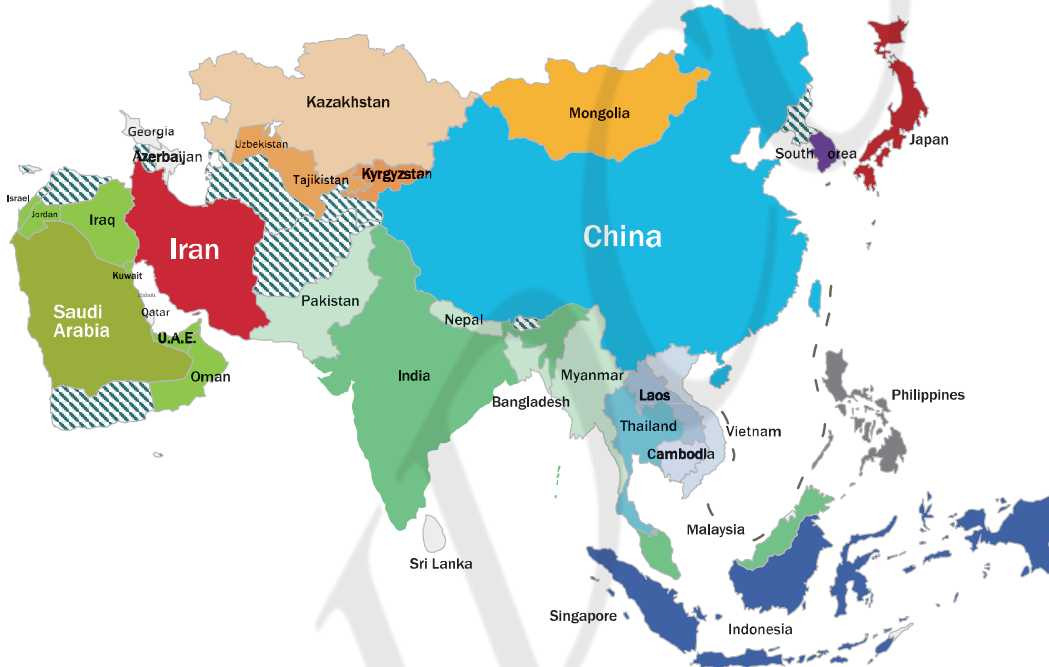 Kazakhstan
Mongolia
Georgia
Azerbaijan
Uzbekistan
Tajikistan
Kyrgyzstan
South orea
Japan
Israel
Jordan
Iraq
Iran
China
Kuwait
Qatar
Saudi
Arabia
U.A.E.
Oman
Pakistan
Nepal
India
Bangladesh
Myanmar
Laos
Thailand
Cambodia
Vietnam
Philippines
Sri Lanka
Malaysia
Singapore
Indonesia